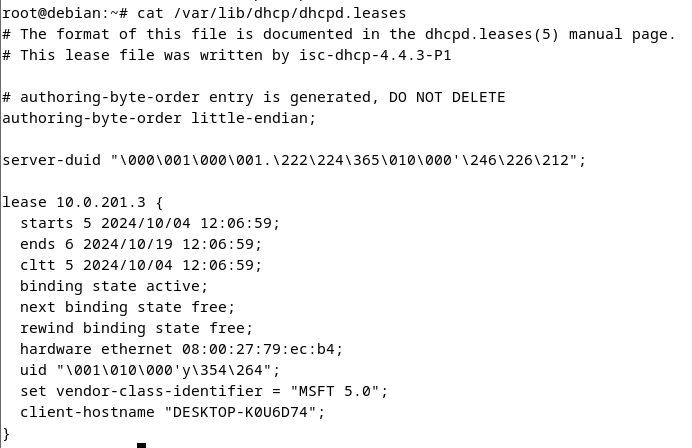 root@debian:~# cat /var/lib/dhcp/dhcpd.leases
# The format of this file is documented in the dhcpd.leases(5) manual page.
# This lease file was written by isc-dhcp-4.4.3-P1
# authoring-byte-order entry is generated, DO NOT DELETE
authoring-byte-order little-endian;
server-duid "\000\001\000\001.\222\224\365\010\000'\246\226\212";
lease 10.0.201.3 {
  starts 5 2024/10/04 12:06:59;
  ends 6 2024/10/19 12:06:59;
  cltt 5 2024/10/04 12:06:59;
  binding state active;
  next binding state free;
  rewind binding state free;
  hardware ethernet 08:00:27:79:ec:b4;
  uid "\001\010\000'y\354\264";
  set vendor-class-identifier = "MSFT 5.0";
  client-hostname "DESKTOP-K0U6D74";
}